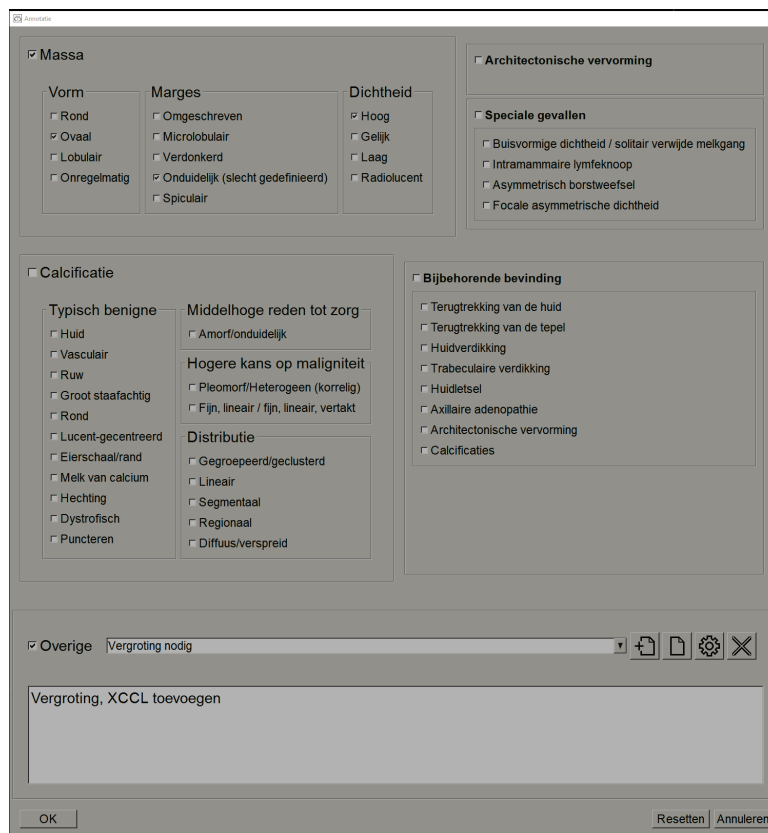 Annotatie
Massa
Vorm
Rond
Ovaal
Lobulair
Onregelmatig
Marges
Omgeschreven
Microlobulair
Verdonkerd
Onduidelijk (slecht gedefinieerd)
Spiculair
Dichtheid
Hoog
Gelijk
Laag
Radiolucent
Architectonische vervorming
Speciale gevallen
Buisvormige dichtheid / solitair verwijde melkgang
Intramammaire lymfeknoop
Asymmetrisch borstweefsel
Focale asymmetrische dichtheid
Calcificatie
Typisch benigne
Huid
Vasculair
Ruw
Groot staafachtig
Rond
Lucent-gecentreerd
Eierschaal/rand
Melk van calcium
Hechting
Dystrofisch
Puncteren
Middelhoge reden tot zorg
Amorf/onduidelijk
Hogere kans op maligniteit
Pleomorf/Heterogeen (korrelig)
Fijn, lineair / fijn, lineair, vertakt
Distributie
Gegroepeerd/geclusterd
Lineair
Segmentaal
Regionaal
Diffuus/verspreid
Bijbehorende bevinding
Terugtrekking van de huid
Terugtrekking van de tepel
Huidverdikking
Trabeculaire verdikking
Huidletsel
Axillaire adenopathie
Architectonische vervorming
Calcificaties
Overige
Vergroting nodig
Vergroting, XCCL toevoegen
OK
Resetten
Annuleren